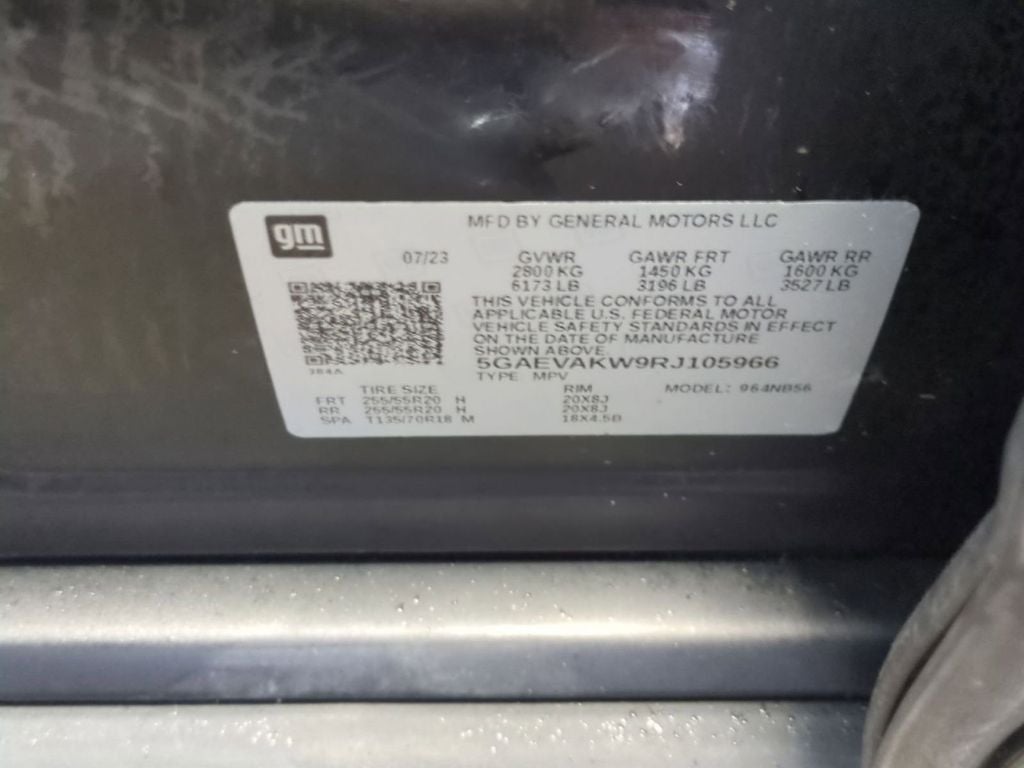 gm
MFD BY GENERAL MOTORS LLC
07/23 GVWR GAWR FRT GAWR RR
2800 KG 1450 KG 1600 KG
6173 LB 3196 LB 3527 LB
THIS VEHICLE CONFORMS TO ALL
APPLICABLE U.S. FEDERAL MOTOR
VEHICLE SAFETY STANDARDS IN EFFECT
ON THE DATE OF MANUFACTURE
SHOWN ABOVE
5GAEVAKW9RJ105966
TYPE MPV MODEL: 964NB56
TIRE SIZE RIM
FRT 255/55R20 H 20X8J
RR 255/55R20 H 20X8J
SPA T135/70R18 M 18X4.5B